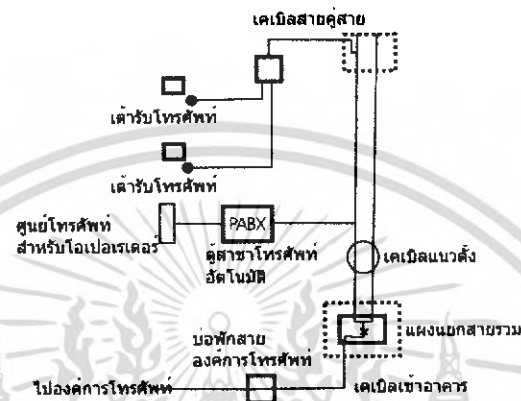 เคเบิลสายคู่สาย
เต้ารับโทรศัพท์
เต้ารับโทรศัพท์
ศูนย์โทรศัพท์
สำหรับโอเปอเรเตอร์
PABX
ตู้สาขาโทรศัพท์
อัตโนมัติ
เคเบิลแนวตั้ง
แผงแยกสายรวม
บ่อพักสาย
องค์การโทรศัพท์
ไปองค์การโทรศัพท์
เคเบิลเข้าอาคาร